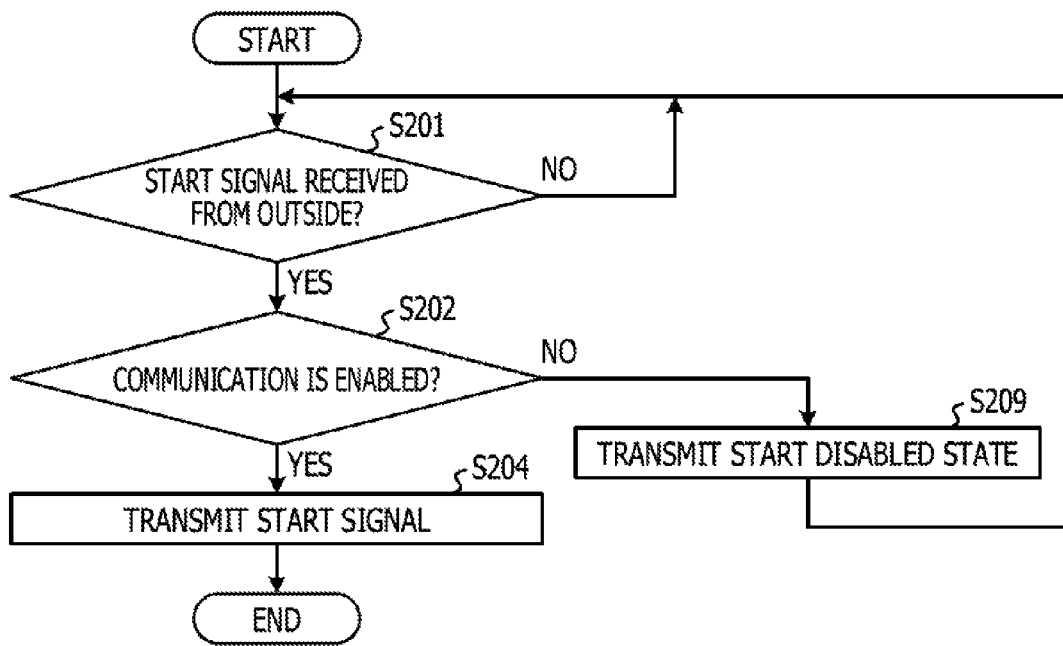 START
S201
START SIGNAL RECEIVED
FROM OUTSIDE?
NO
YES
S202
COMMUNICATION IS ENABLED?
NO
S209
TRANSMIT START DISABLED STATE
YES
S204
TRANSMIT START SIGNAL
END